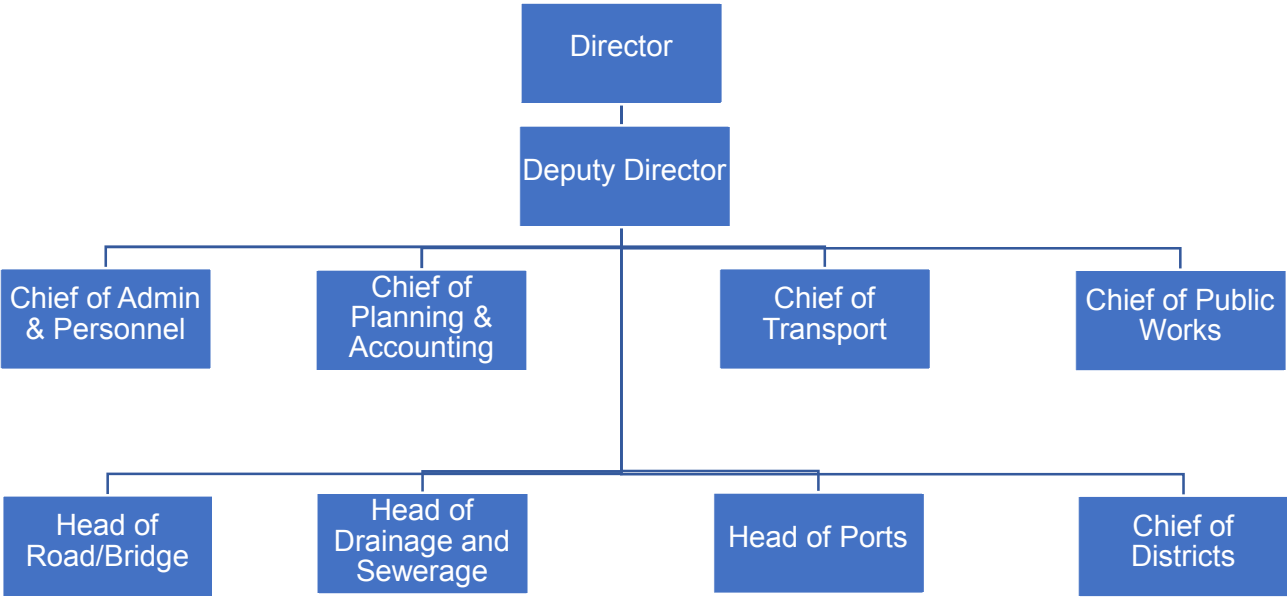 Director
Deputy Director
Chief of Admin
& Personnel
Chief of
Planning &
Accounting
Chief of
Transport
Chief of Public
Works
Head of
Road/Bridge
Head of
Drainage and
Sewerage
Head of Ports
Chief of
Districts